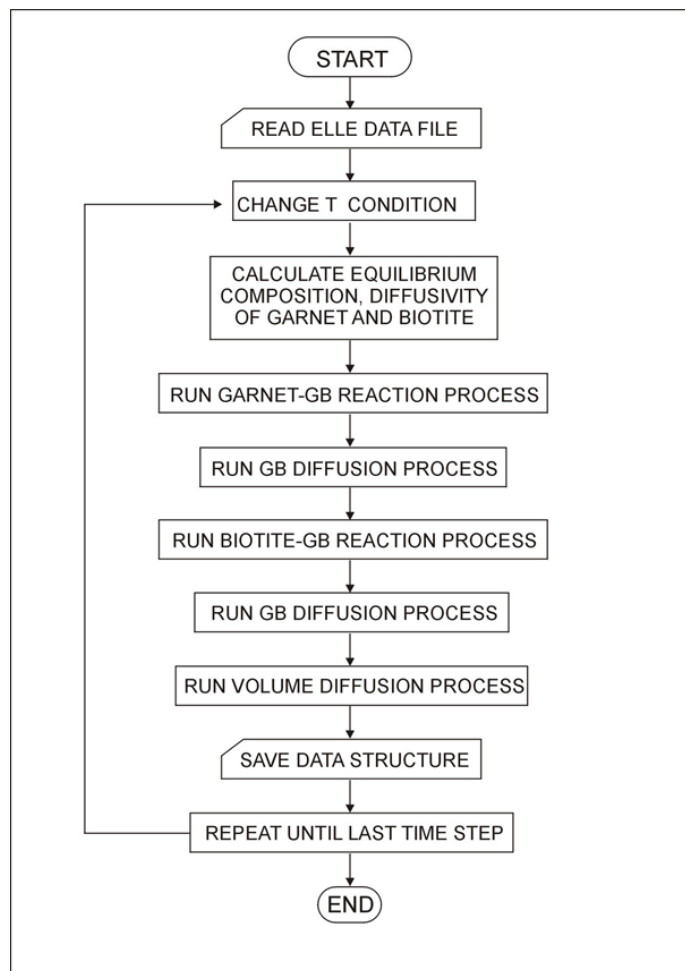 START
READ ELLE DATA FILE
CHANGE T CONDITION
CALCULATE EQUILIBRIUM
COMPOSITION, DIFFUSIVITY
OF GARNET AND BIOTITE
RUN GARNET-GB REACTION PROCESS
RUN GB DIFFUSION PROCESS
RUN BIOTITE-GB REACTION PROCESS
RUN GB DIFFUSION PROCESS
RUN VOLUME DIFFUSION PROCESS
SAVE DATA STRUCTURE
REPEAT UNTIL LAST TIME STEP
END